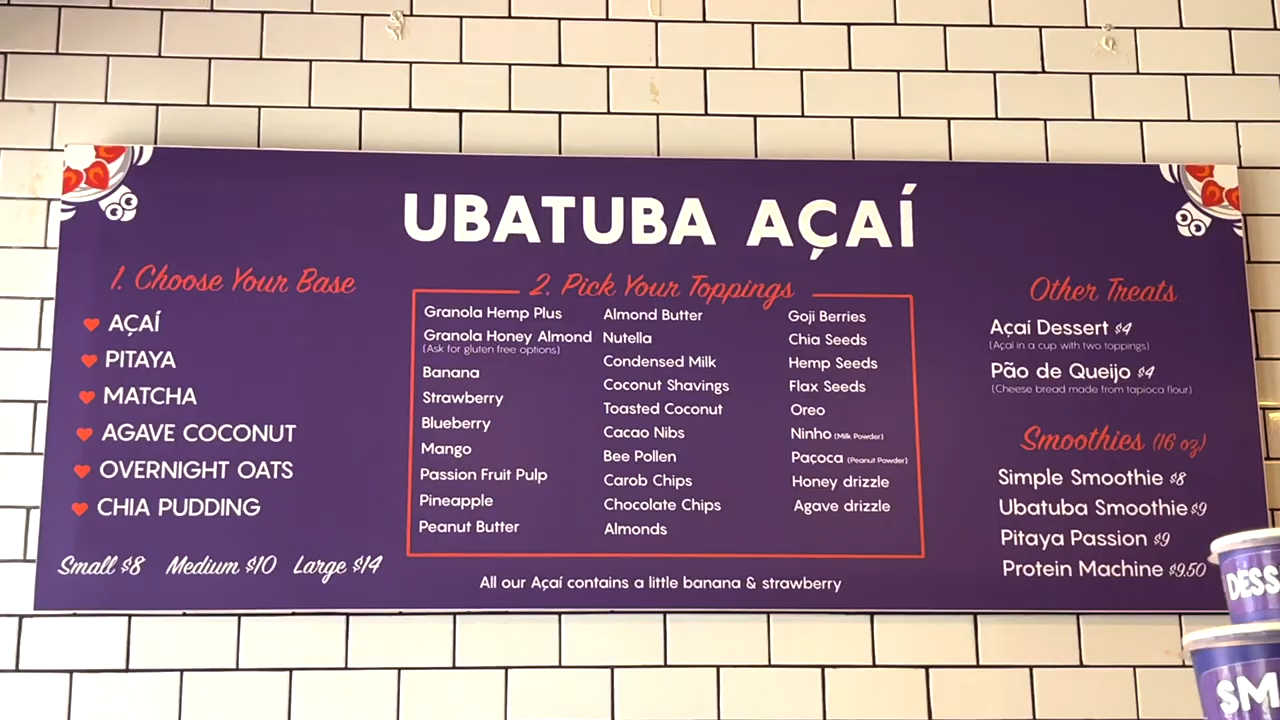 UBATUBA AÇAÍ
1. Choose Your Base
AÇAÍ
PITAYA
MATCHA
AGAVE COCONUT
OVERNIGHT OATS
CHIA PUDDING
Small $8 Medium $10 Large $14
2. Pick Your Toppings
Granola Hemp Plus
Granola Honey Almond
(Ask for gluten free options)
Banana
Strawberry
Blueberry
Mango
Passion Fruit Pulp
Pineapple
Peanut Butter
Almond Butter
Nutella
Condensed Milk
Coconut Shavings
Toasted Coconut
Cacao Nibs
Bee Pollen
Carob Chips
Chocolate Chips
Almonds
Goji Berries
Chia Seeds
Hemp Seeds
Flax Seeds
Oreo
Ninho (Milk Powder)
Paçoca (Peanut Powder)
Honey drizzle
Agave drizzle
All our Açaí contains a little banana & strawberry
Other Treats
Açaí Dessert $4
(Açaí in a cup with two toppings)
Pão de Queijo $4
(Cheese bread made from tapioca flour)
Smoothies (16 oz)
Simple Smoothie $8
Ubatuba Smoothie $9
Pitaya Passion $9
Protein Machine $9.50
DESS
SM